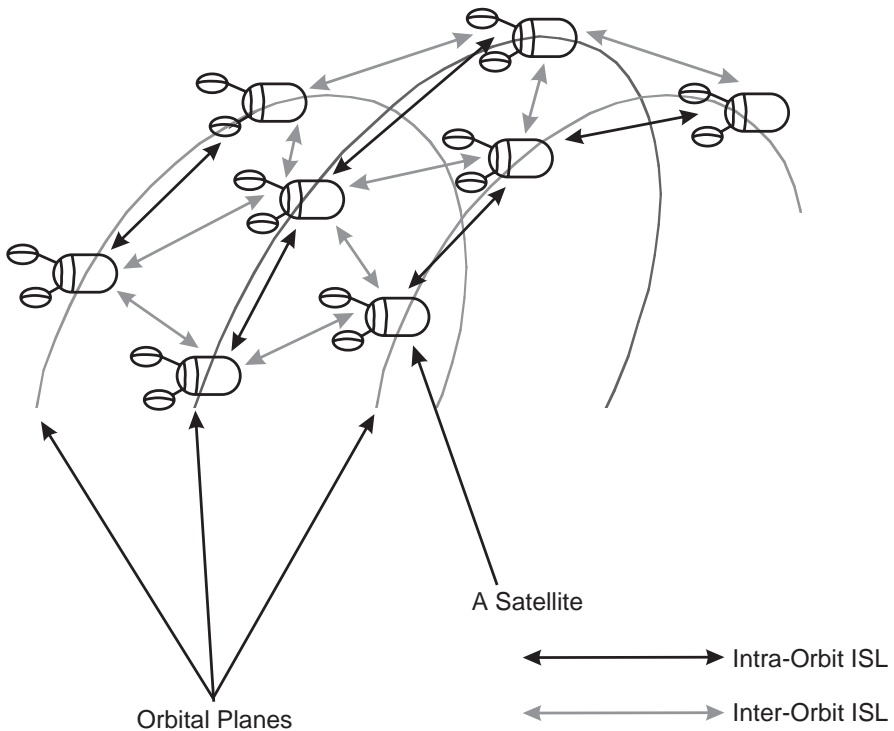 A Satellite
Intra-Orbit ISL
Orbital Planes
Inter-Orbit ISL